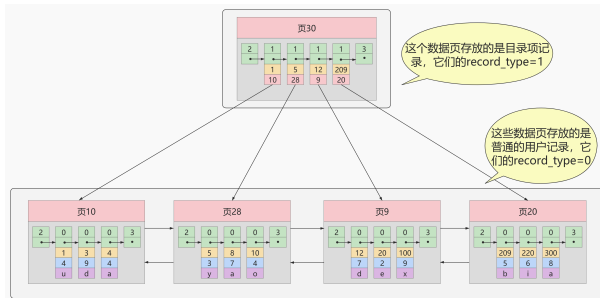 页30
2 1 1 1 1 3
1 5 12 209
10 28 9 20
这个数据页存放的是目录项记
录，它们的record_type=1
这些数据页存放的是
普通的用户记录，它
们的record_type=0
页10
2 0 0 0 3
1 3 4
4 9 4
u d a
页28
2 0 0 0 3
5 8 10
3 7 4
y a o
页9
2 0 0 0 3
12 20 100
7 2 9
d e x
页20
2 0 0 0 3
209 220 300
5 6 8
b i a